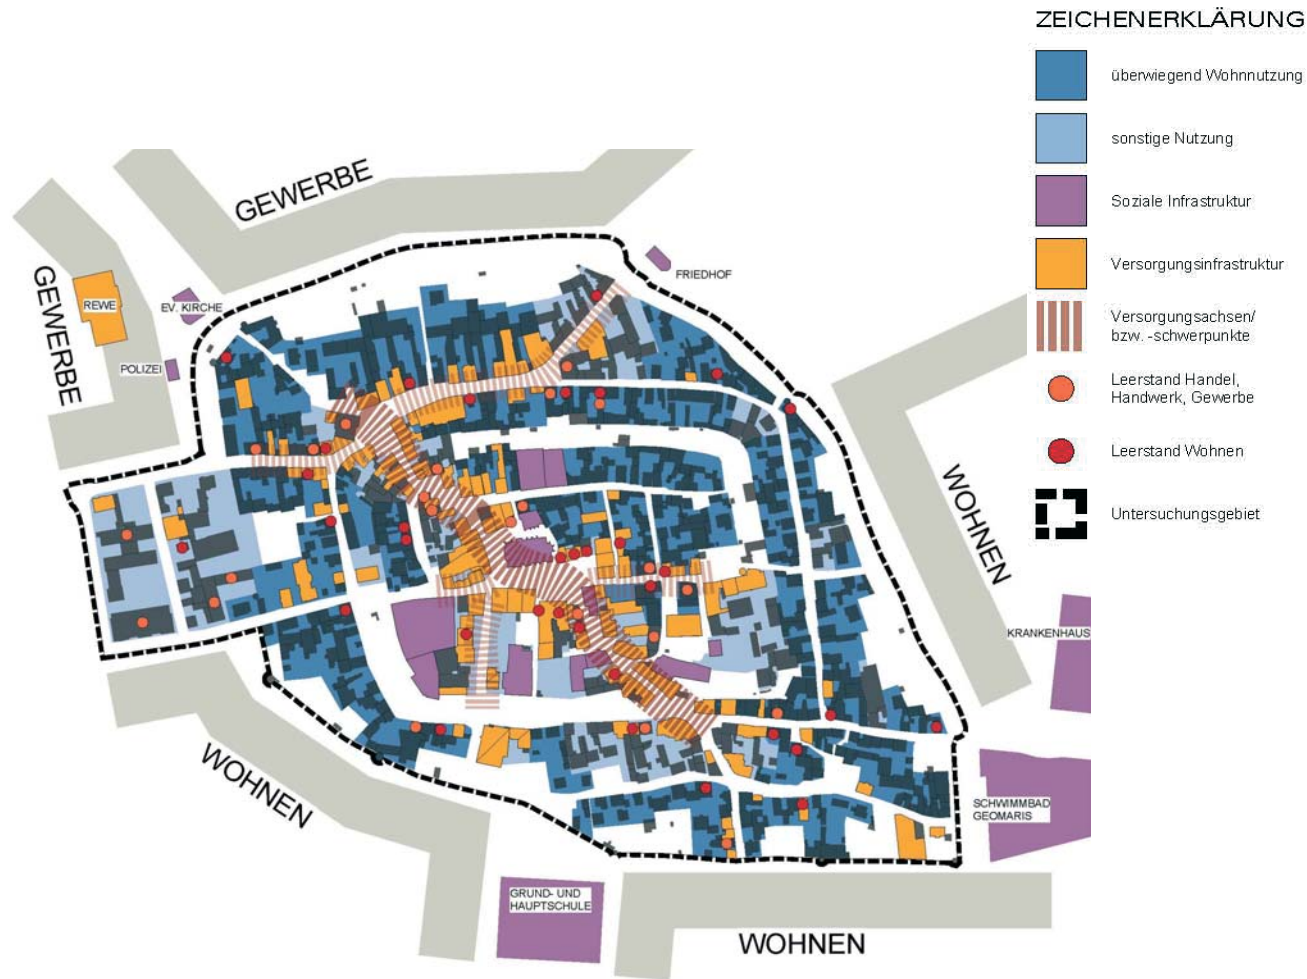 ZEICHENERKLÄRUNG
überwiegend Wohnnutzung
sonstige Nutzung
Soziale Infrastruktur
Versorgungsinfrastruktur
Versorgungsachsen/
bzw. -schwerpunkte
Leerstand Handel,
Handwerk, Gewerbe
Leerstand Wohnen
Untersuchungsgebiet
GEWERBE
GEWERBE
FRIEDHOF
REWE
EV. KIRCHE
POLIZEI
WOHNEN
KRANKENHAUS
WOHNEN
SCHWIMMBAD
GEOMARIS
GRUND- UND
HAUPTSCHULE
WOHNEN